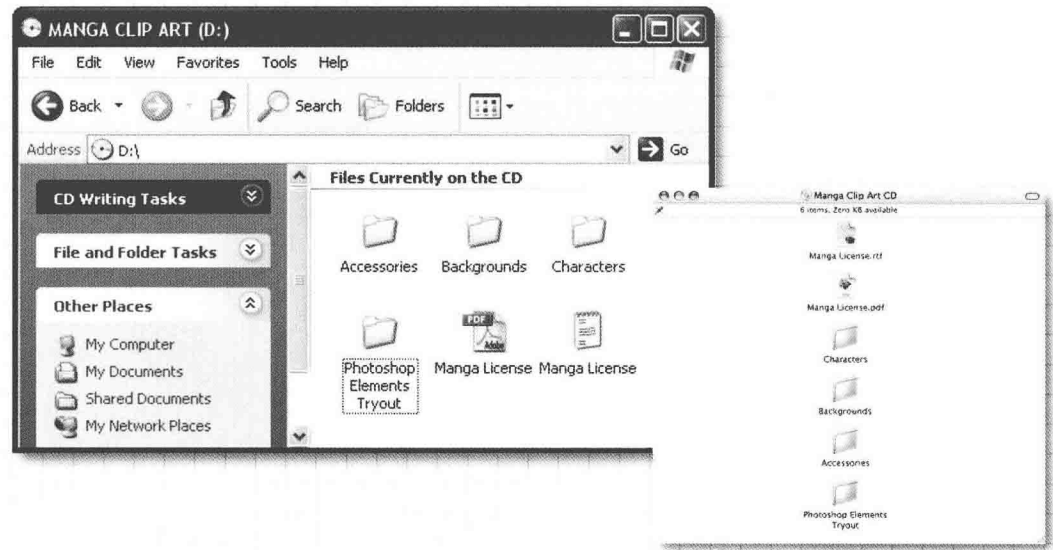 MANGA CLIP ART (D:)
File Edit View Favorites Tools Help
Back Search Folders
Address D:\ Go
CD Writing Tasks
File and Folder Tasks
Other Places
My Computer
My Documents
Shared Documents
My Network Places
Files Currently on the CD
Accessories Backgrounds Characters
PDF
Adobe
Photoshop
Elements
Tryout
Manga License Manga License
Manga Clip Art CD
6 items, Zero KB available
Manga License.rtf
Manga License.pdf
Characters
Backgrounds
Accessories
Photoshop Elements
Tryout